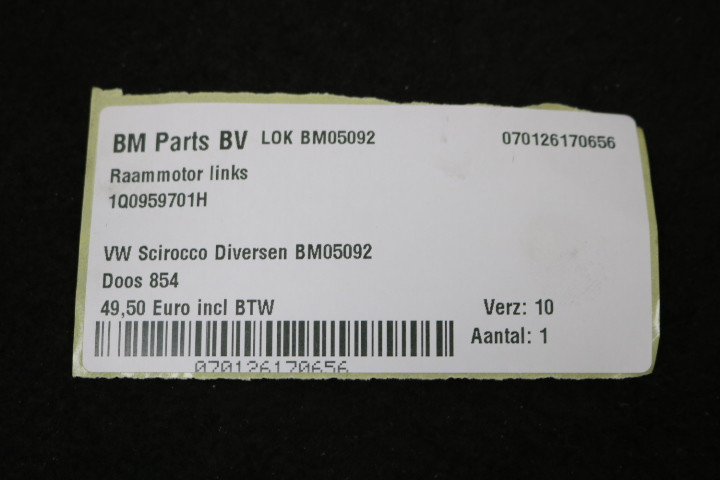 BM Parts BV LOK BM05092 070126170656
Raammotor links
1Q0959701H
VW Scirocco Diversen BM05092
Doos 854
49,50 Euro incl BTW Verz: 10
Aantal: 1
070126170656